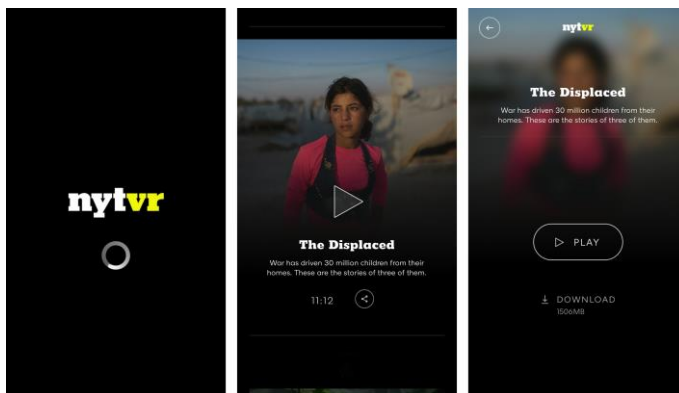 nytvr
The Displaced
War has driven 30 million children from their
homes. These are the stories of three of them.
11:12
nytvr
The Displaced
War has driven 30 million children from their
homes. These are the stories of three of them.
PLAY
DOWNLOAD
1506MB